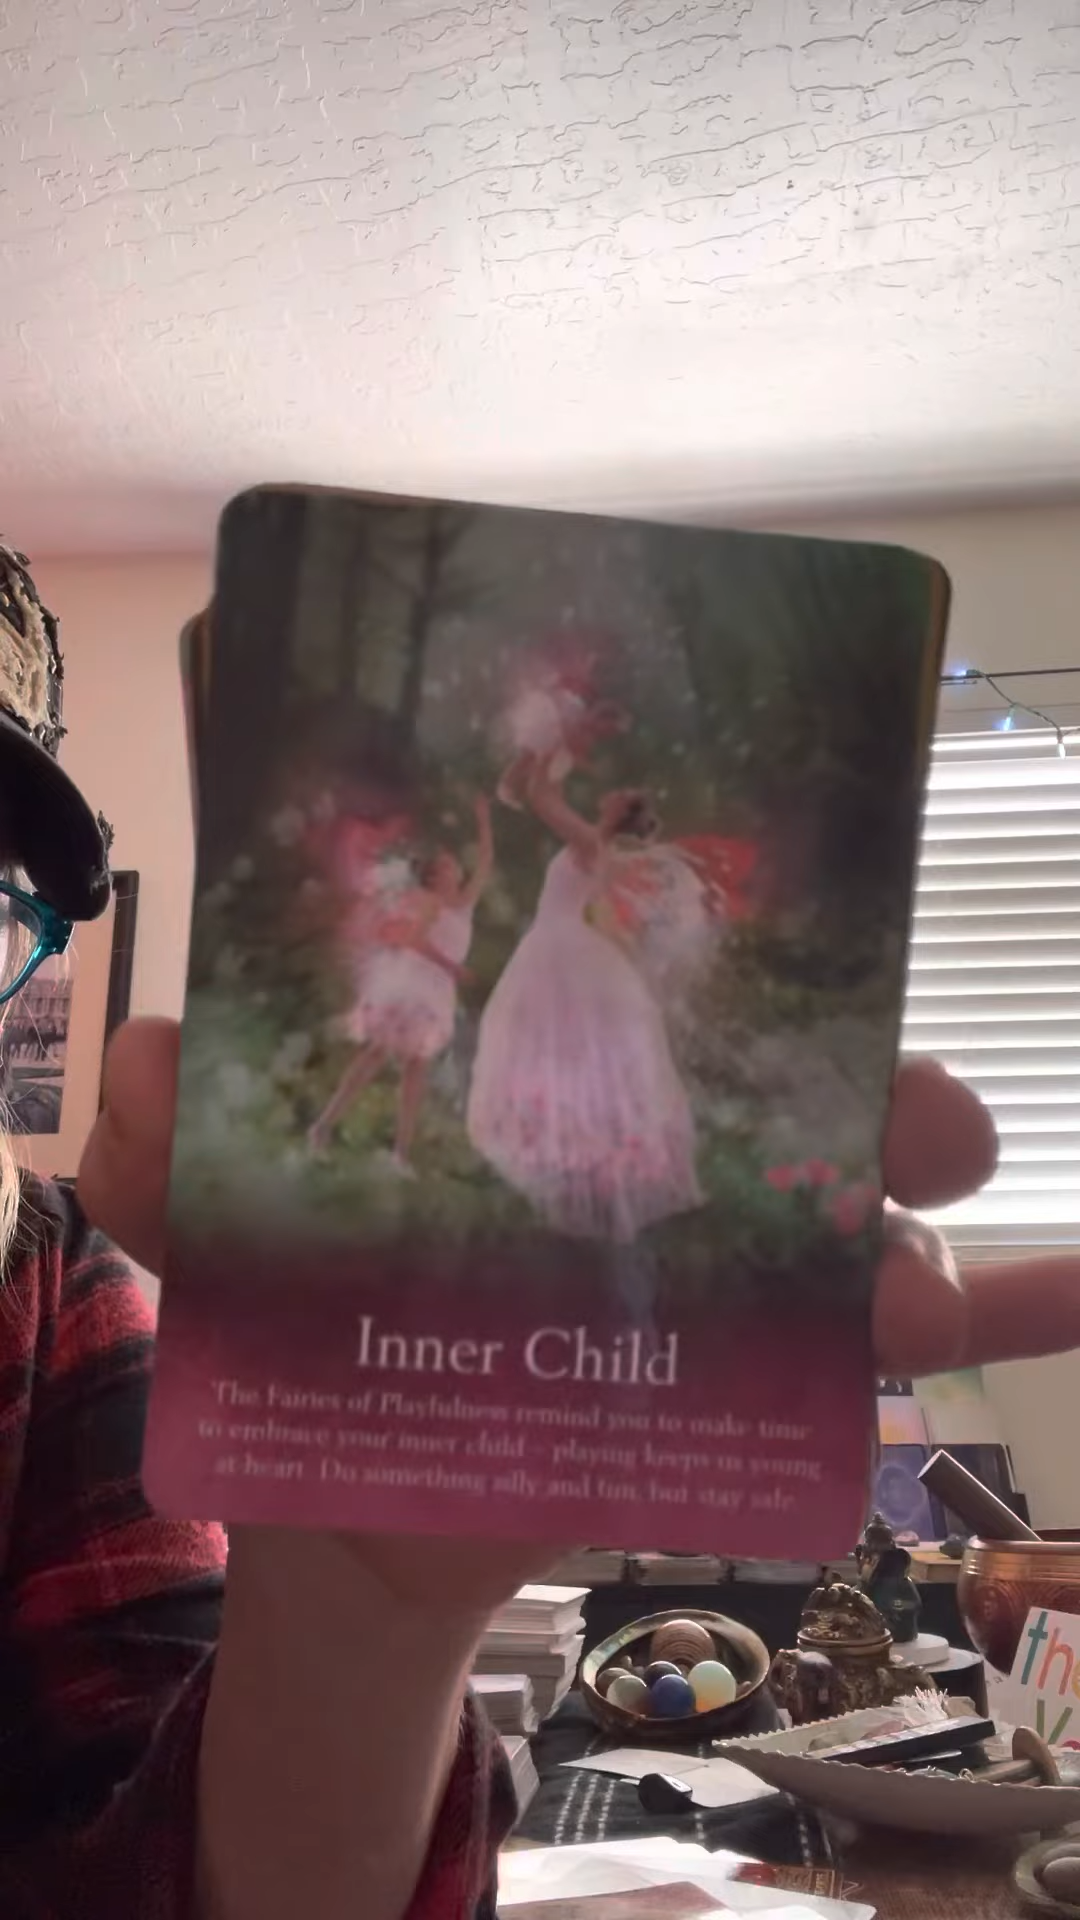 Inner Child
The Fairies of Playfulness remind you to make time
to embrace your inner child – playing keeps us young
at heart. Do something silly and fun, but stay safe.
the